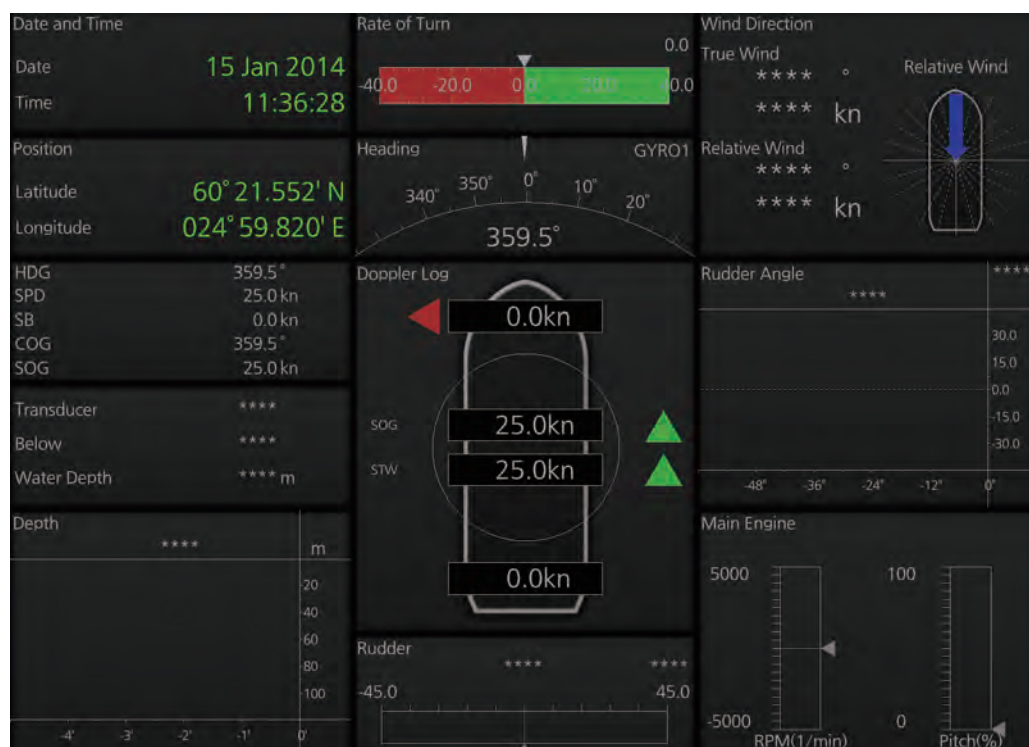 Date and Time
Date 15 Jan 2014
Time 11:36:28
Position
Latitude 60° 21.552' N
Longitude 024° 59.820' E
HDG 359.5°
SPD 25.0 kn
SB 0.0 kn
COG 359.5°
SOG 25.0 kn
Transducer ****
Below ****
Water Depth **** m
Depth
**** m
20
40
60
80
100
-4' -3' -2' -1' 0'
Rate of Turn
0.0
-40.0 -20.0 0.0 20.0 40.0
Heading GYRO1
340° 350° 0° 10° 20°
359.5°
Doppler Log
0.0kn
SOG 25.0kn
STW 25.0kn
0.0kn
Rudder
**** ****
-45.0 45.0
Wind Direction
True Wind
**** °
**** kn
Relative Wind
**** °
**** kn
Relative Wind
Rudder Angle
**** ****
30.0
15.0
0.0
-15.0
-30.0
-48° -36° -24° -12° 0°
Main Engine
5000 100
-5000 0
RPM(1/min) Pitch(%)